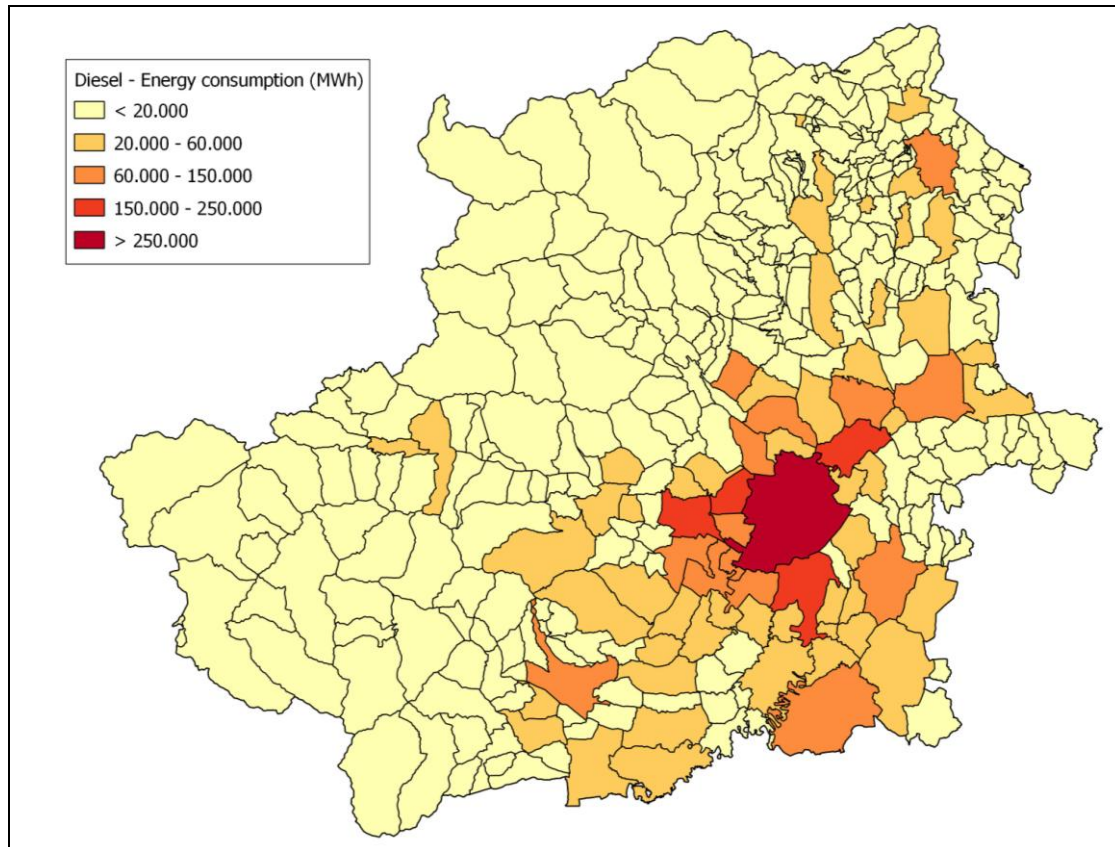 Diesel - Energy consumption (MWh)
< 20.000
20.000 - 60.000
60.000 - 150.000
150.000 - 250.000
> 250.000